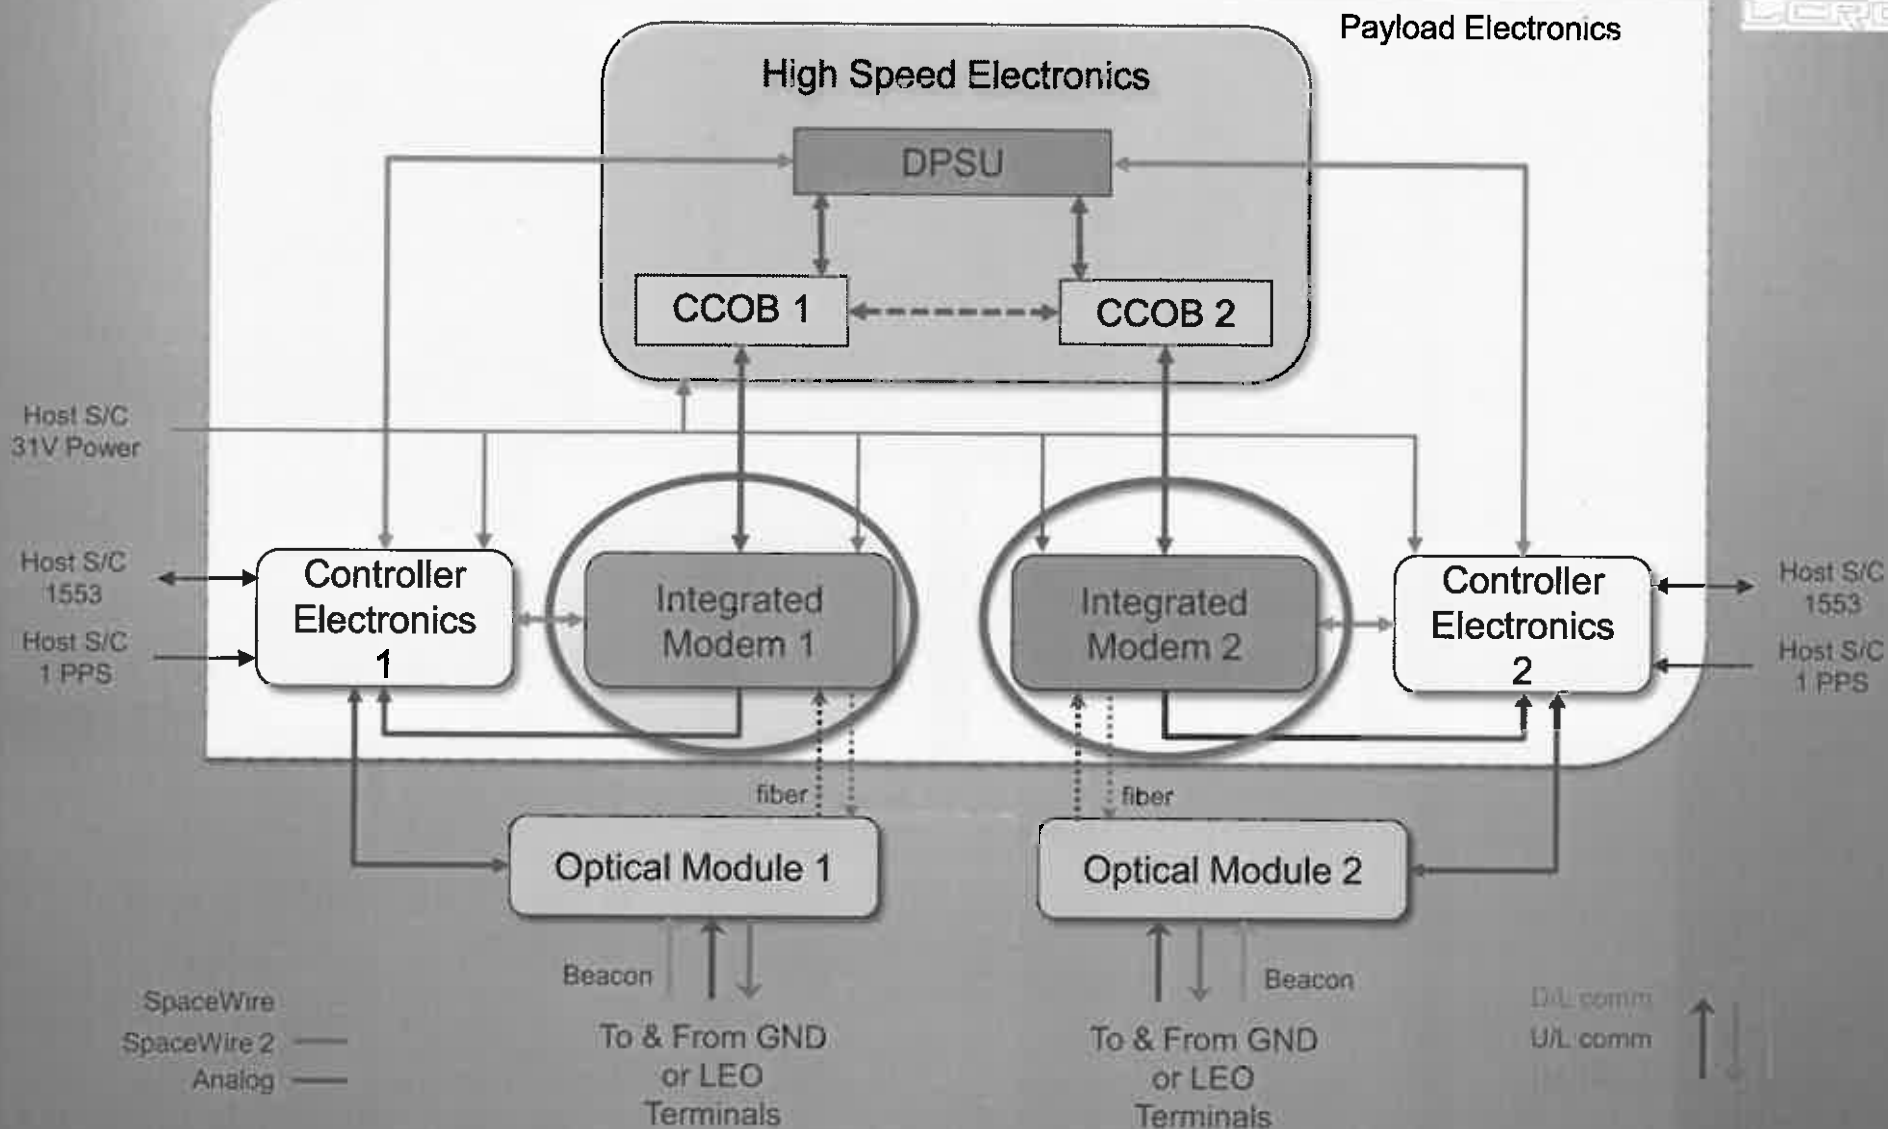 Payload Electronics
High Speed Electronics
DPSU
CCOB 1
CCOB 2
Host S/C
31V Power
Host S/C
1553
Host S/C
1 PPS
Controller
Electronics
1
Integrated
Modem 1
Integrated
Modem 2
Controller
Electronics
2
Host S/C
1553
Host S/C
1 PPS
fiber
fiber
Optical Module 1
Optical Module 2
Beacon
Beacon
To & From GND
or LEO
Terminals
To & From GND
or LEO
Terminals
SpaceWire
SpaceWire 2
Analog
D/L comm
U/L comm